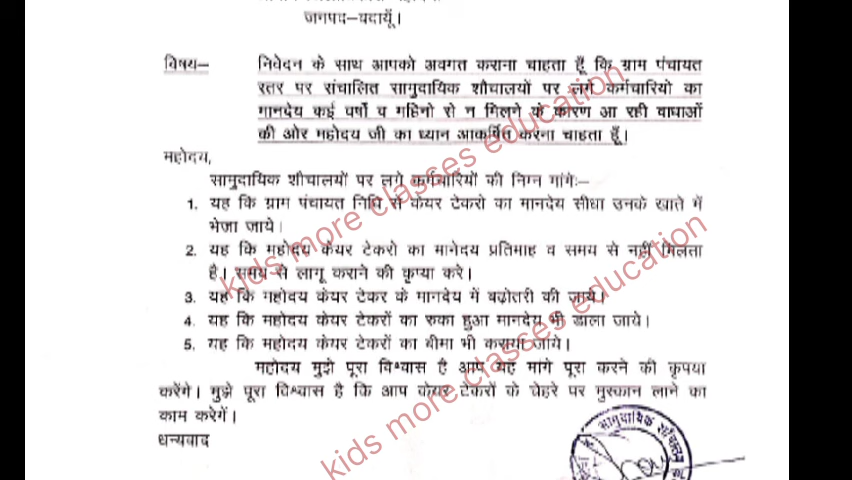 जनपद–बदायूँ।
विषय– निवेदन के साथ आपको अवगत कराना चाहता हूँ कि ग्राम पंचायत
स्तर पर संचालित सामुदायिक शौचालयों पर लगे कर्मचारियो का
मानदेय कई वर्षो व महिनो से न मिलने के कारण आ रही वाधाओं
की ओर महोदय जी का ध्यान आकर्षित करना चाहता हूँ।
महोदय,
सामुदायिक शौचालयों पर लगे कर्मचारियों की निम्न मांगेः–
1. यह कि ग्राम पंचायत निधि से केयर टेकरो का मानदेय सीधा उनके खाते में
भेजा जाये।
2. यह कि महोदय केयर टेकरो का मानेदय प्रतिमाह व समय से नहीं मिलता
है। समय से लागू कराने की कृप्या करे।
3. यह कि महोदय केयर टेकर के मानदेय में बढ़ोतरी की जाये।
4. यह कि महोदय केयर टेकरों का रुका हुआ मानदेय भी डाला जाये।
5. यह कि महोदय केयर टेकरों का बीमा भी कराया जाये।
महोदय मुझे पूरा विश्वास है आप यह मांगे पूरा करने की कृपया
करेंगे। मुझे पूरा विश्वास है कि आप केयर टेकरों के चेहरे पर मुस्कान लाने का
काम करेगें।
धन्यवाद
सामुदायिक
kids more classes education
kids more classes education